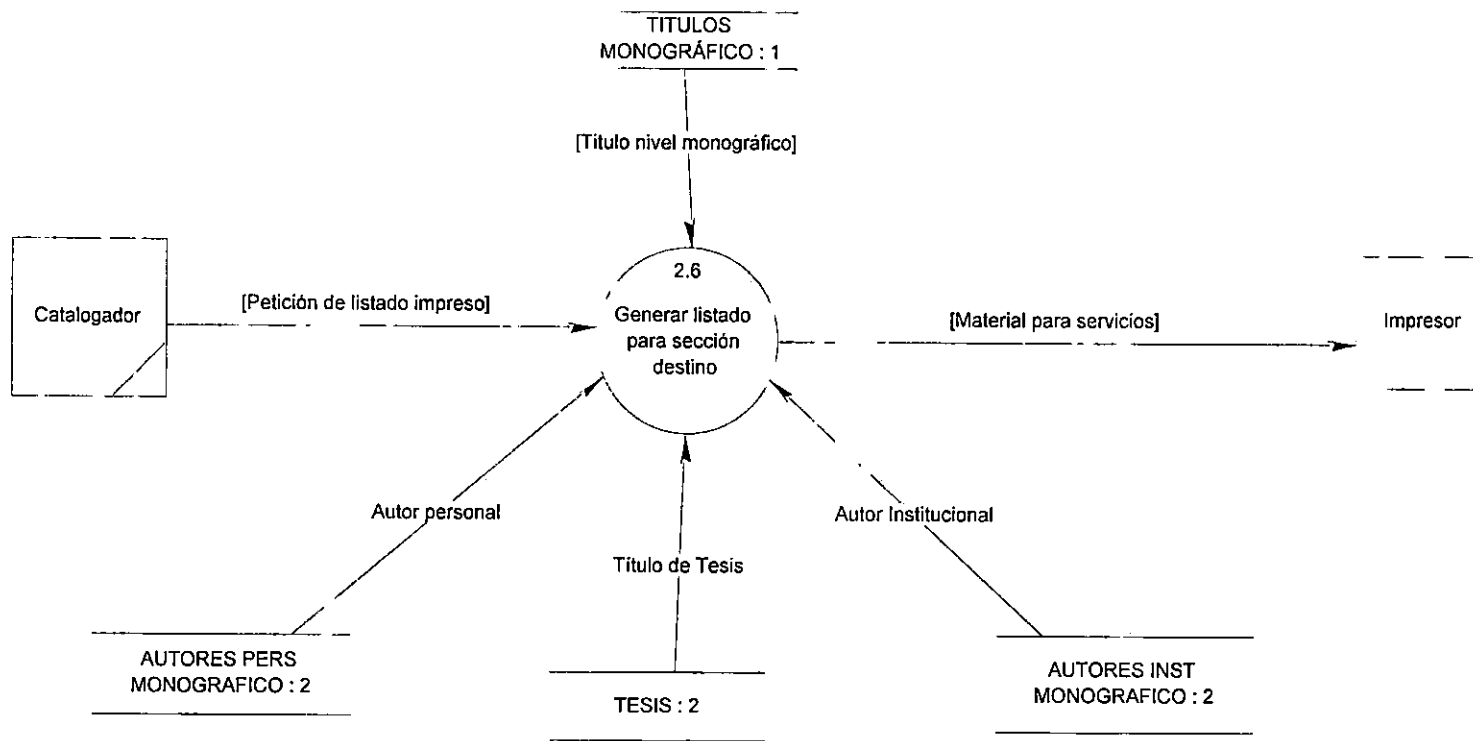 TITULOS
MONOGRÁFICO : 1
[Titulo nivel monográfico]
2.6
Generar listado
para sección
destino
Catalogador
[Petición de listado impreso]
[Material para servicios]
Impresor
Autor personal
Título de Tesis
Autor Institucional
AUTORES PERS
MONOGRAFICO : 2
TESIS : 2
AUTORES INST
MONOGRAFICO : 2